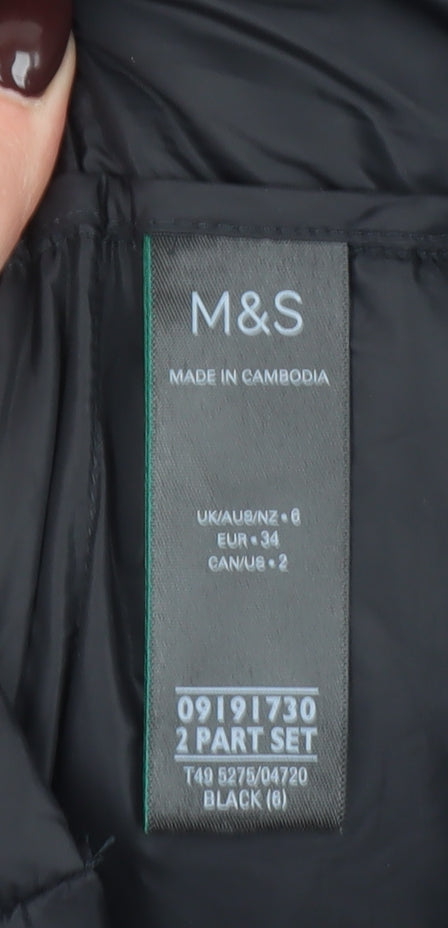 M&S
MADE IN CAMBODIA
UK/AUS/NZ • 6
EUR • 34
CAN/US • 2
09191730
2 PART SET
T49 5275/04720
BLACK (6)